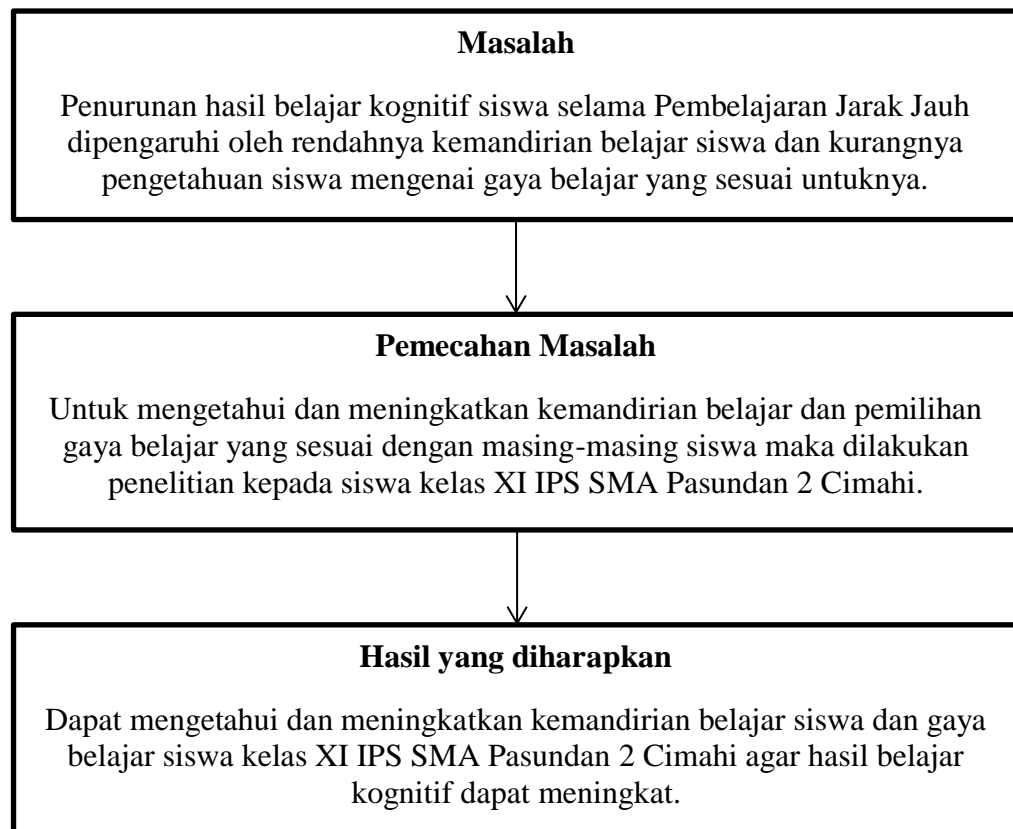 Masalah
Penurunan hasil belajar kognitif siswa selama Pembelajaran Jarak Jauh
dipengaruhi oleh rendahnya kemandirian belajar siswa dan kurangnya
pengetahuan siswa mengenai gaya belajar yang sesuai untuknya.
Pemecahan Masalah
Untuk mengetahui dan meningkatkan kemandirian belajar dan pemilihan
gaya belajar yang sesuai dengan masing-masing siswa maka dilakukan
penelitian kepada siswa kelas XI IPS SMA Pasundan 2 Cimahi.
Hasil yang diharapkan
Dapat mengetahui dan meningkatkan kemandirian belajar siswa dan gaya
belajar siswa kelas XI IPS SMA Pasundan 2 Cimahi agar hasil belajar
kognitif dapat meningkat.